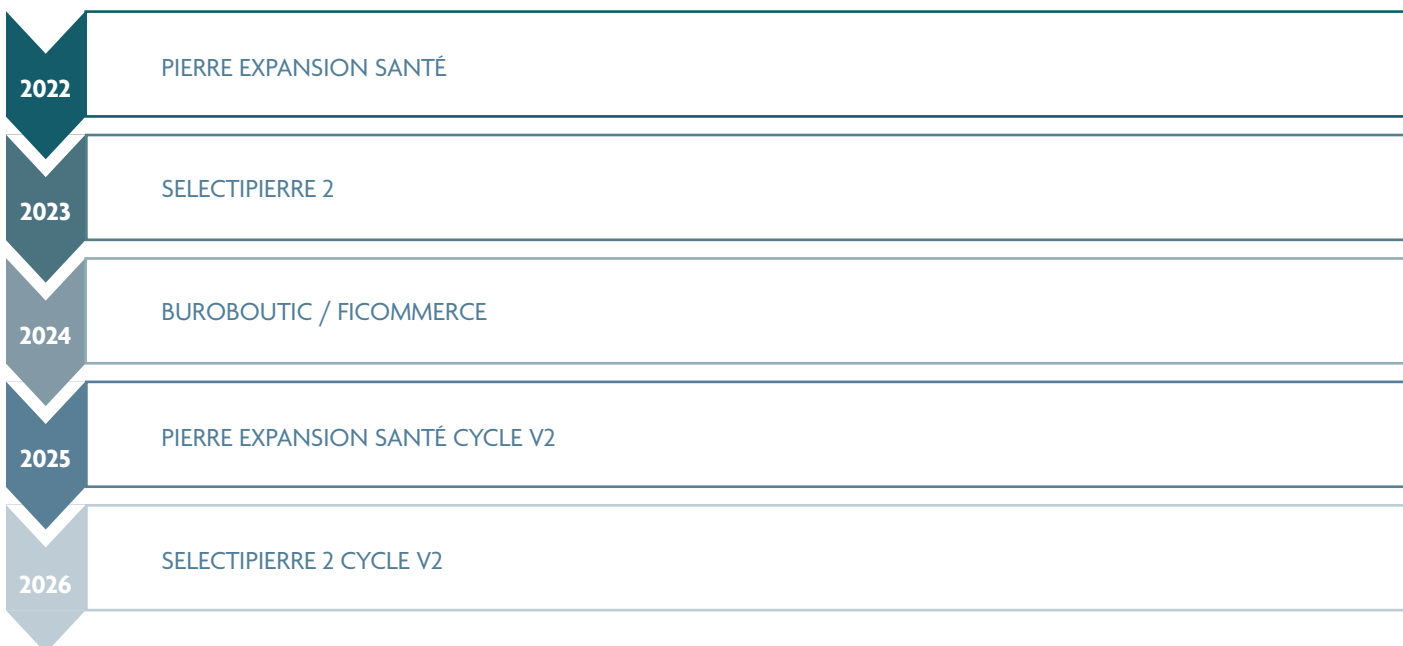 2022
PIERRE EXPANSION SANTÉ
2023
SELECTIPIERRE 2
2024
BUROBOUTIC / FICOMMERCE
2025
PIERRE EXPANSION SANTÉ CYCLE V2
2026
SELECTIPIERRE 2 CYCLE V2